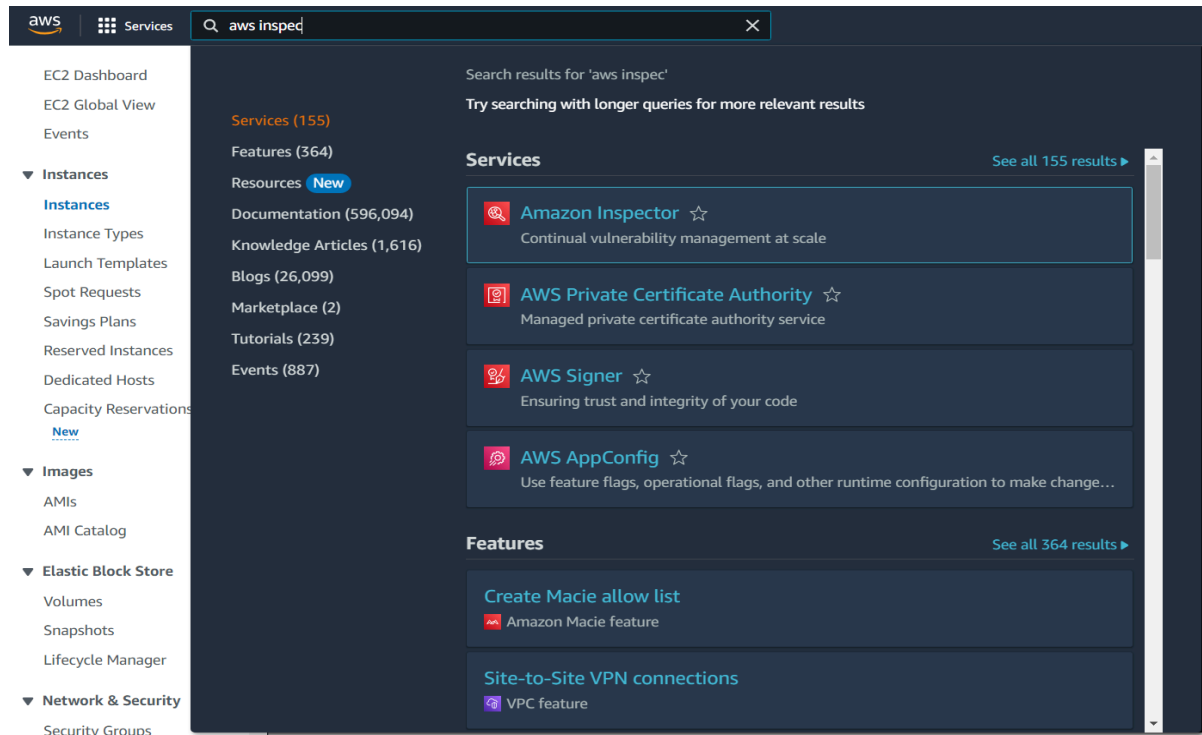 aws
Services
aws inspec
EC2 Dashboard
EC2 Global View
Events
Instances
Instances
Instance Types
Launch Templates
Spot Requests
Savings Plans
Reserved Instances
Dedicated Hosts
Capacity Reservations
New
Images
AMIs
AMI Catalog
Elastic Block Store
Volumes
Snapshots
Lifecycle Manager
Network & Security
Security Groups
Services (155)
Features (364)
Resources New
Documentation (596,094)
Knowledge Articles (1,616)
Blogs (26,099)
Marketplace (2)
Tutorials (239)
Events (887)
Search results for 'aws inspec'
Try searching with longer queries for more relevant results
Services
See all 155 results
Amazon Inspector
Continual vulnerability management at scale
AWS Private Certificate Authority
Managed private certificate authority service
AWS Signer
Ensuring trust and integrity of your code
AWS AppConfig
Use feature flags, operational flags, and other runtime configuration to make change...
Features
See all 364 results
Create Macie allow list
Amazon Macie feature
Site-to-Site VPN connections
VPC feature